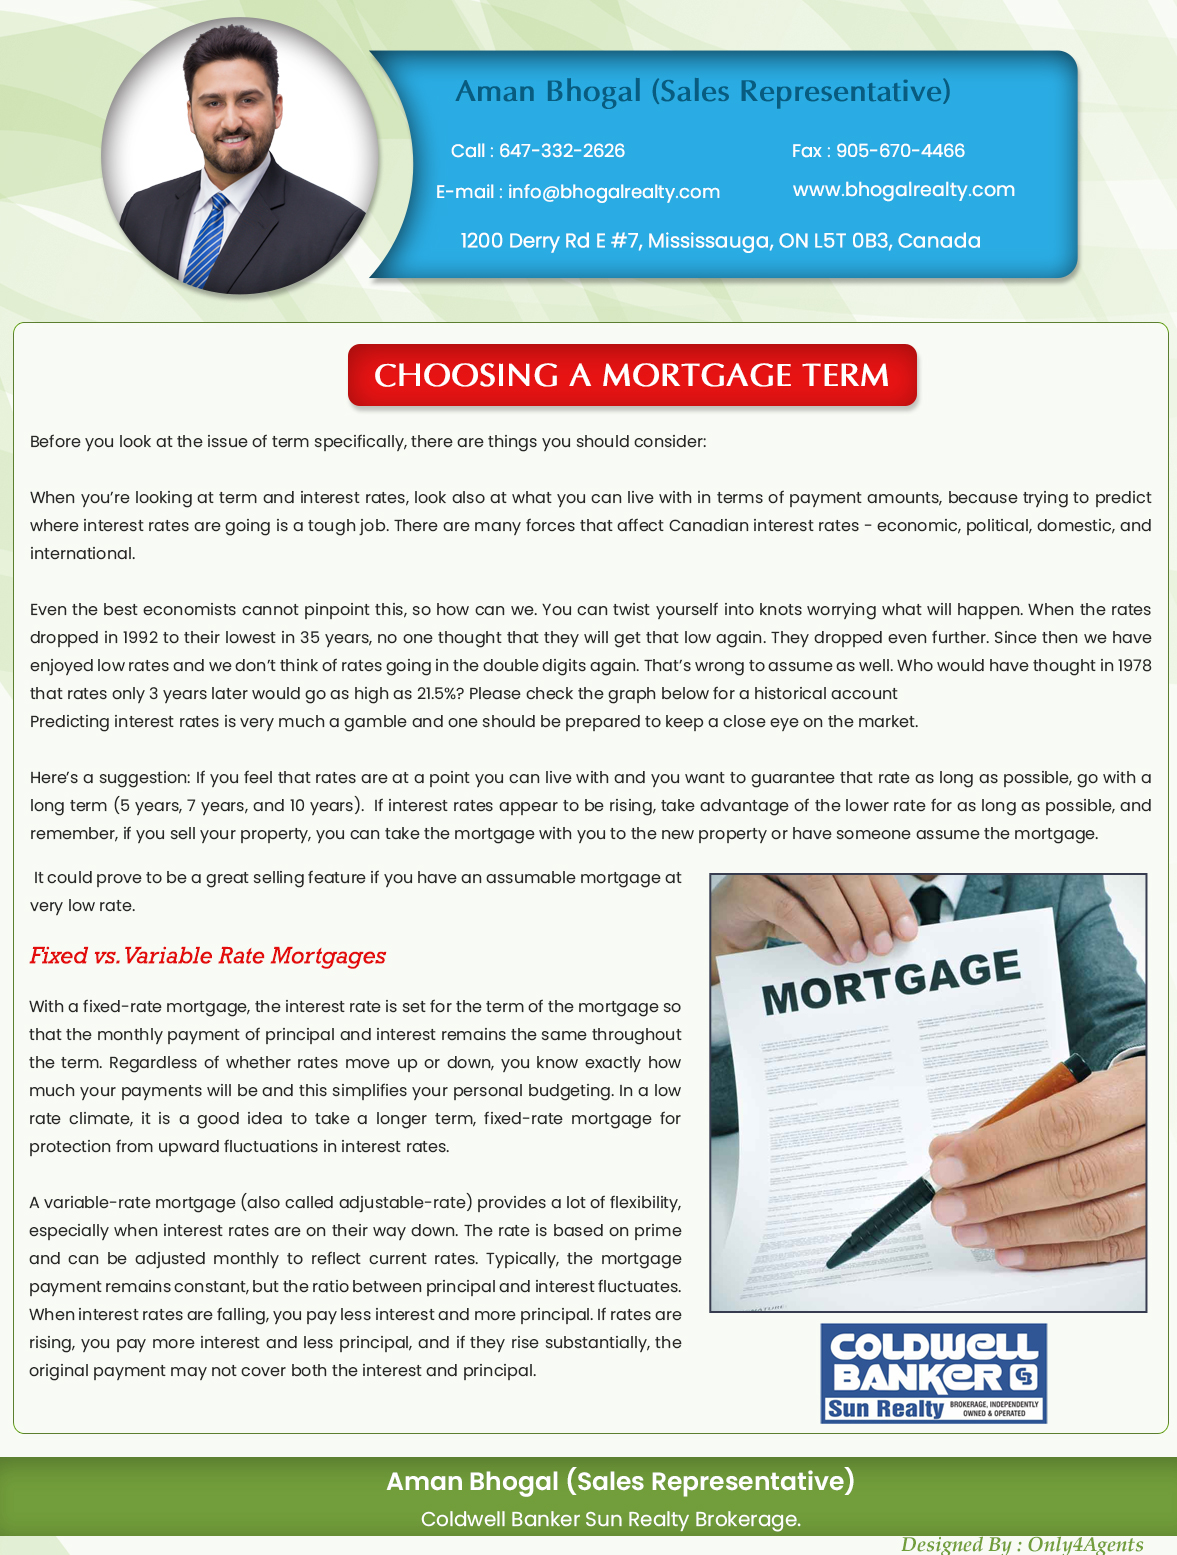 Aman Bhogal (Sales Representative)
Call : 647-332-2626
Fax : 905-670-4466
E-mail : info@bhogalrealty.com
www.bhogalrealty.com
1200 Derry Rd E #7, Mississauga, ON L5T 0B3, Canada
CHOOSING A MORTGAGE TERM
Before you look at the issue of term specifically, there are things you should consider:
When you’re looking at term and interest rates, look also at what you can live with in terms of payment amounts, because trying to predict
where interest rates are going is a tough job. There are many forces that affect Canadian interest rates - economic, political, domestic, and
international.
Even the best economists cannot pinpoint this, so how can we. You can twist yourself into knots worrying what will happen. When the rates
dropped in 1992 to their lowest in 35 years, no one thought that they will get that low again. They dropped even further. Since then we have
enjoyed low rates and we don’t think of rates going in the double digits again. That’s wrong to assume as well. Who would have thought in 1978
that rates only 3 years later would go as high as 21.5%? Please check the graph below for a historical account
Predicting interest rates is very much a gamble and one should be prepared to keep a close eye on the market.
Here’s a suggestion: If you feel that rates are at a point you can live with and you want to guarantee that rate as long as possible, go with a
long term (5 years, 7 years, and 10 years). If interest rates appear to be rising, take advantage of the lower rate for as long as possible, and
remember, if you sell your property, you can take the mortgage with you to the new property or have someone assume the mortgage.
It could prove to be a great selling feature if you have an assumable mortgage at
very low rate.
Fixed vs. Variable Rate Mortgages
With a fixed-rate mortgage, the interest rate is set for the term of the mortgage so
that the monthly payment of principal and interest remains the same throughout
the term. Regardless of whether rates move up or down, you know exactly how
much your payments will be and this simplifies your personal budgeting. In a low
rate climate, it is a good idea to take a longer term, fixed-rate mortgage for
protection from upward fluctuations in interest rates.
A variable-rate mortgage (also called adjustable-rate) provides a lot of flexibility,
especially when interest rates are on their way down. The rate is based on prime
and can be adjusted monthly to reflect current rates. Typically, the mortgage
payment remains constant, but the ratio between principal and interest fluctuates.
When interest rates are falling, you pay less interest and more principal. If rates are
rising, you pay more interest and less principal, and if they rise substantially, the
original payment may not cover both the interest and principal.
MORTGAGE
COLDWELL
BANKER CB
Sun Realty
BROKERAGE, INDEPENDENTLY
OWNED & OPERATED
Aman Bhogal (Sales Representative)
Coldwell Banker Sun Realty Brokerage.
Designed By : Only4Agents